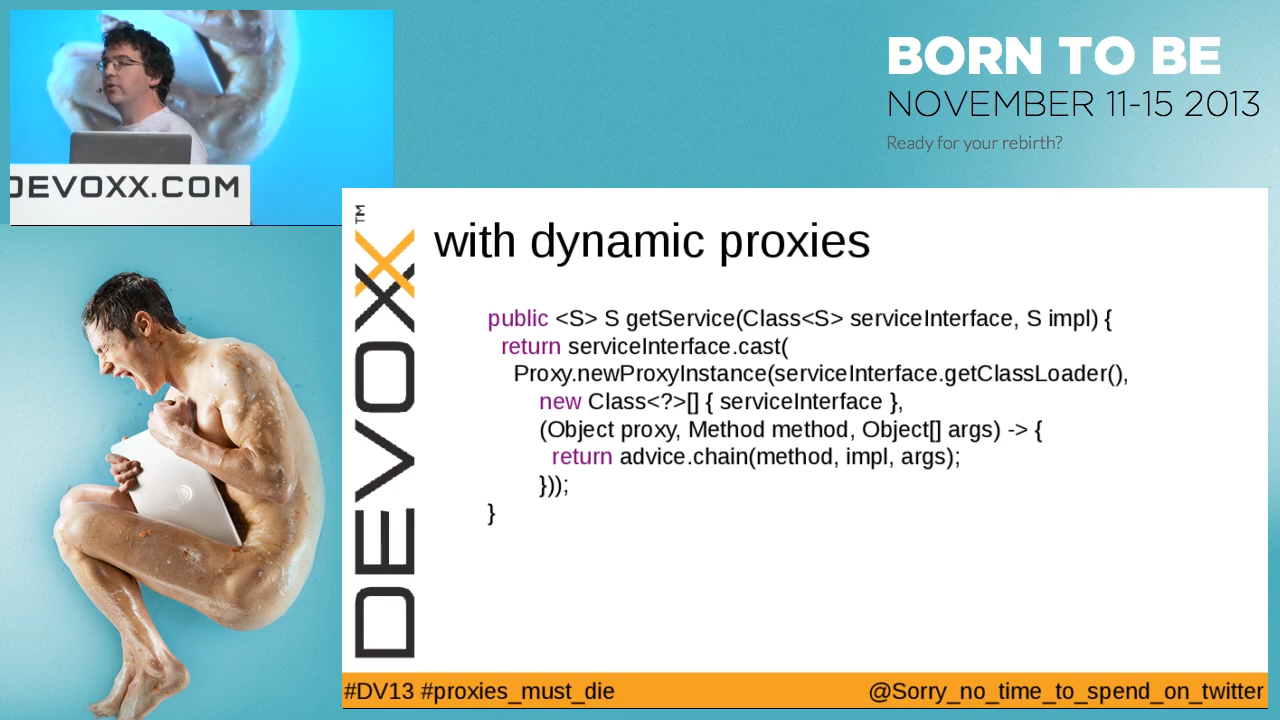 DEVOXX.COM
BORN TO BE
NOVEMBER 11-15 2013
Ready for your rebirth?
DEVOXX™
with dynamic proxies
public <S> S getService(Class<S> serviceInterface, S impl) {
return serviceInterface.cast(
Proxy.newProxyInstance(serviceInterface.getClassLoader(),
new Class<?>[] { serviceInterface },
(Object proxy, Method method, Object[] args) -> {
return advice.chain(method, impl, args);
}));
}
#DV13 #proxies_must_die
@Sorry_no_time_to_spend_on_twitter